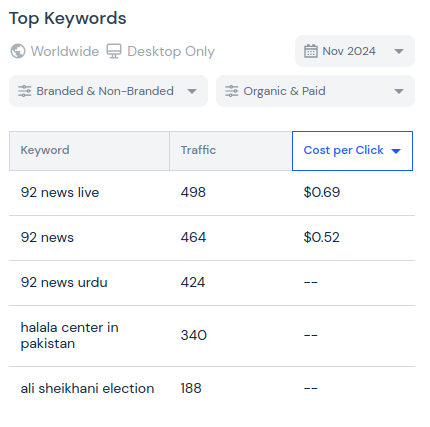 Top Keywords
Worldwide Desktop Only
Nov 2024
Branded & Non-Branded Organic & Paid
Keyword Traffic Cost per Click
92 news live 498 $0.69
92 news 464 $0.52
92 news urdu 424 --
halala center in
pakistan 340 --
ali sheikhani election 188 --